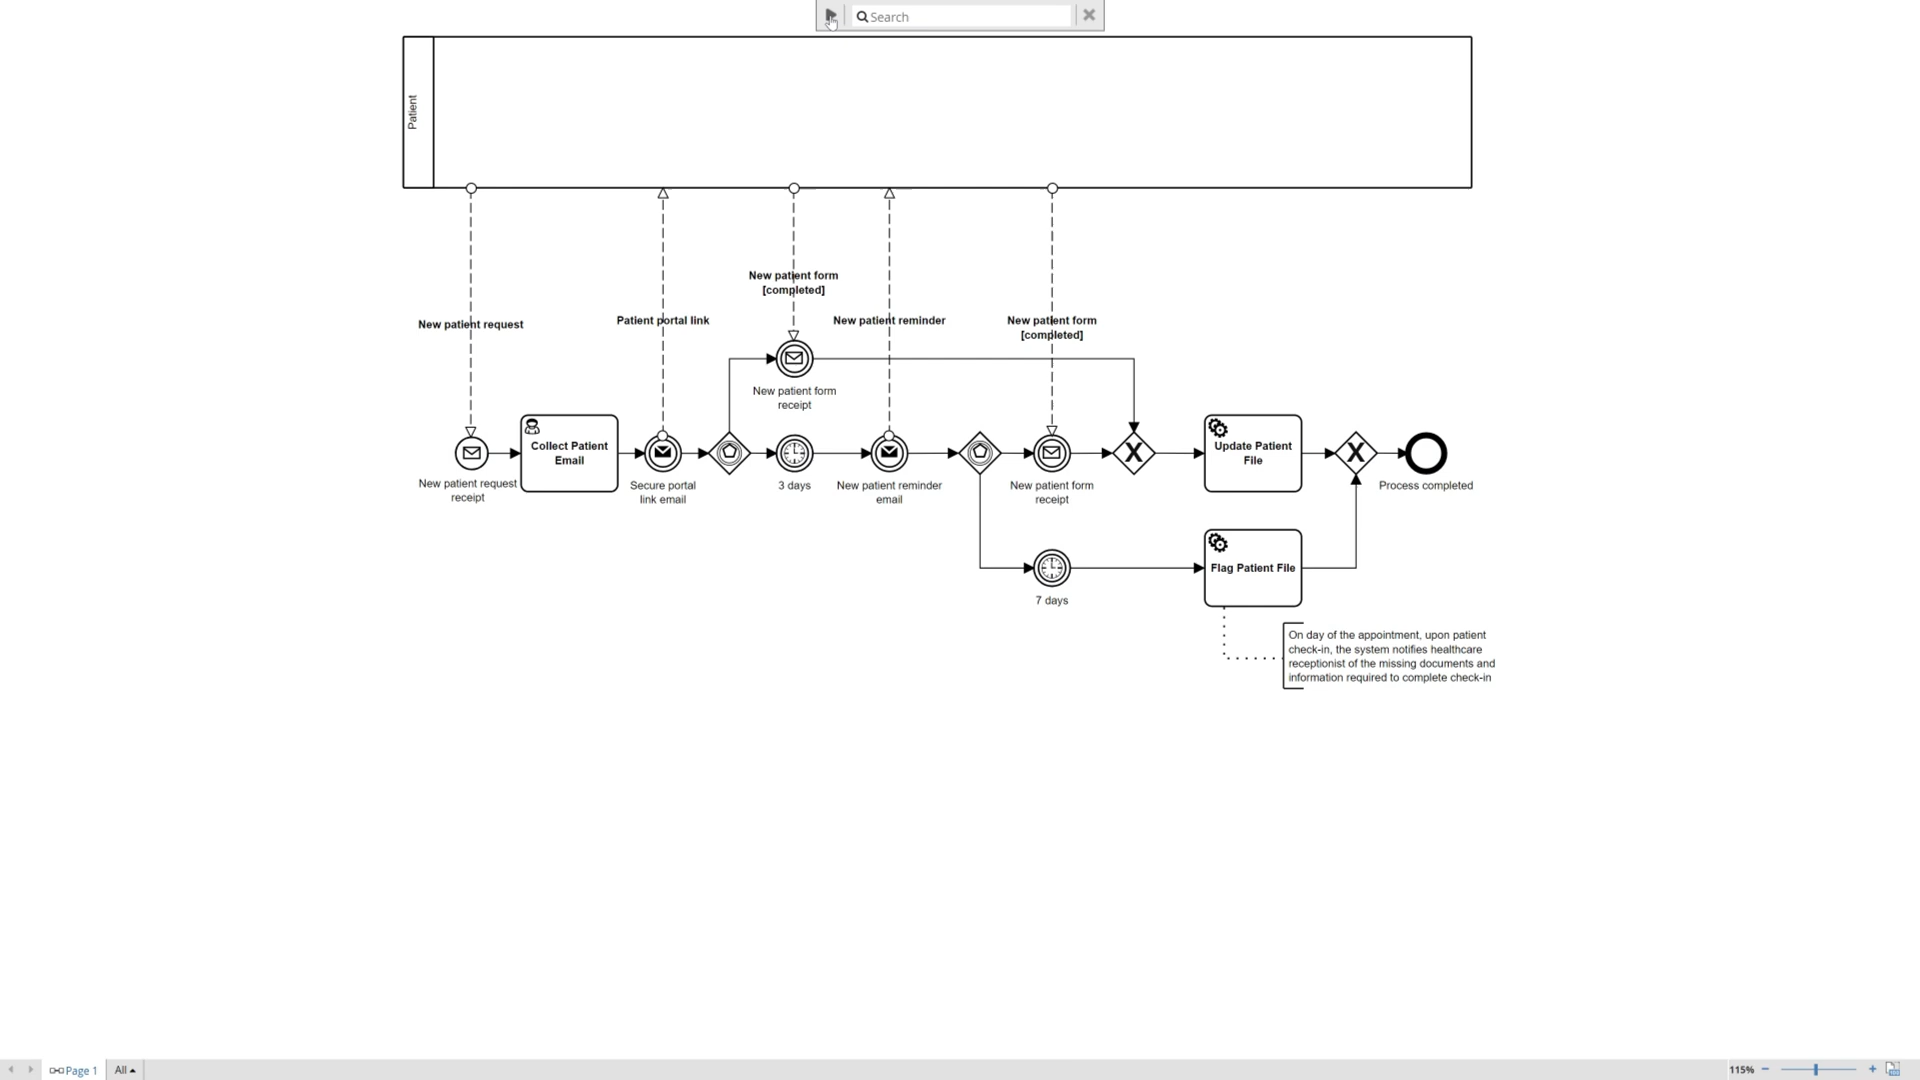 Search
Patient
New patient form
[completed]
New patient request
Patient portal link
New patient reminder
New patient form
[completed]
New patient form
receipt
Collect Patient
Email
X
Update Patient
File
X
New patient request
receipt
Secure portal
link email
3 days
New patient reminder
email
New patient form
receipt
Process completed
Flag Patient File
7 days
On day of the appointment, upon patient
check-in, the system notifies healthcare
receptionist of the missing documents and
information required to complete check-in
Page 1
All
115%